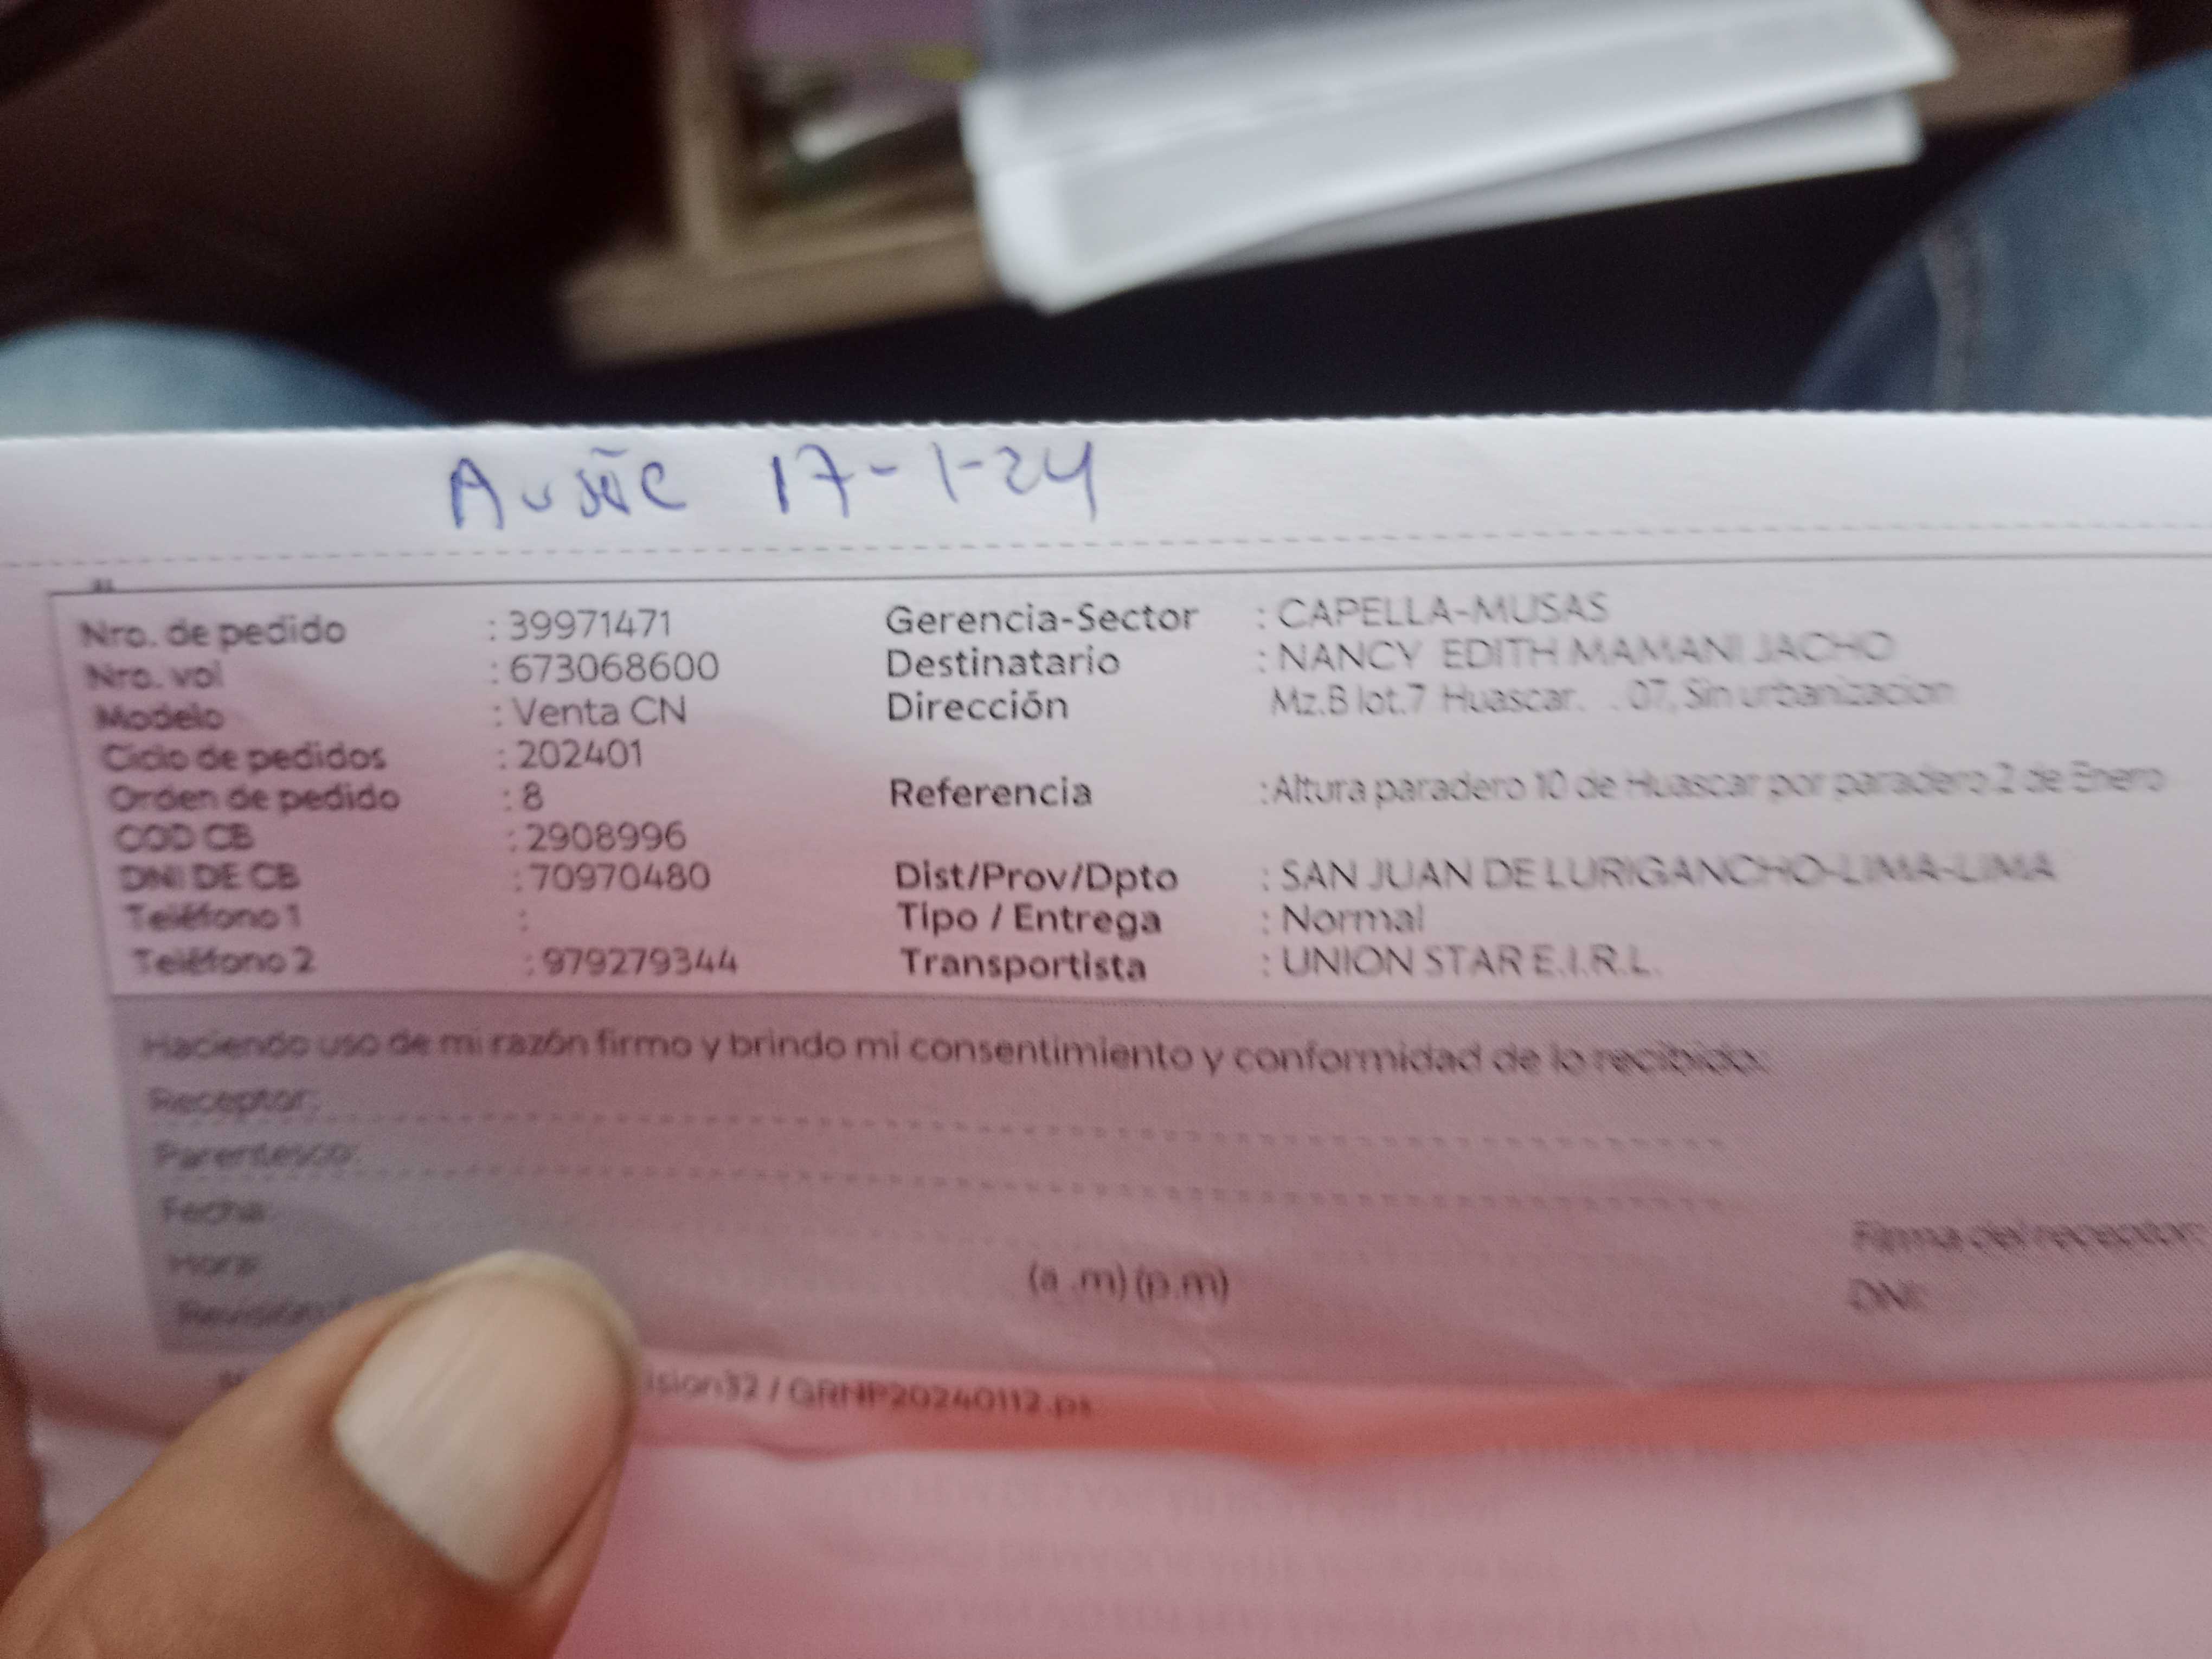 17-1-24
Nro. de pedido : 39971471 Gerencia-Sector : CAPELLA-MUSAS
Nro. vol : 673068600 Destinatario : NANCY EDITH MAMANI JACHO
Modelo : Venta CN Dirección Mz.B lot.7 Huascar. . 07, Sin urbanizacion
Ciclo de pedidos : 202401
Orden de pedido : 8 Referencia : Altura paradero 10 de Huascar por paradero 2 de Enero
COD CB : 2908996
DNI DE CB : 70970480 Dist/Prov/Dpto : SAN JUAN DE LURIGANCHO-LIMA-LIMA
Teléfono 1 : Tipo / Entrega : Normal
Teléfono 2 : 979279344 Transportista : UNION STAR E.I.R.L.
Haciendo uso de mi razón firmo y brindo mi consentimiento y conformidad de lo recibido:
Receptor:
Parentesco:
Fecha:
Firma del receptor:
Hora: (a .m) (p.m)
DNI:
Revisión
ision32 / GRNP20240112.ps